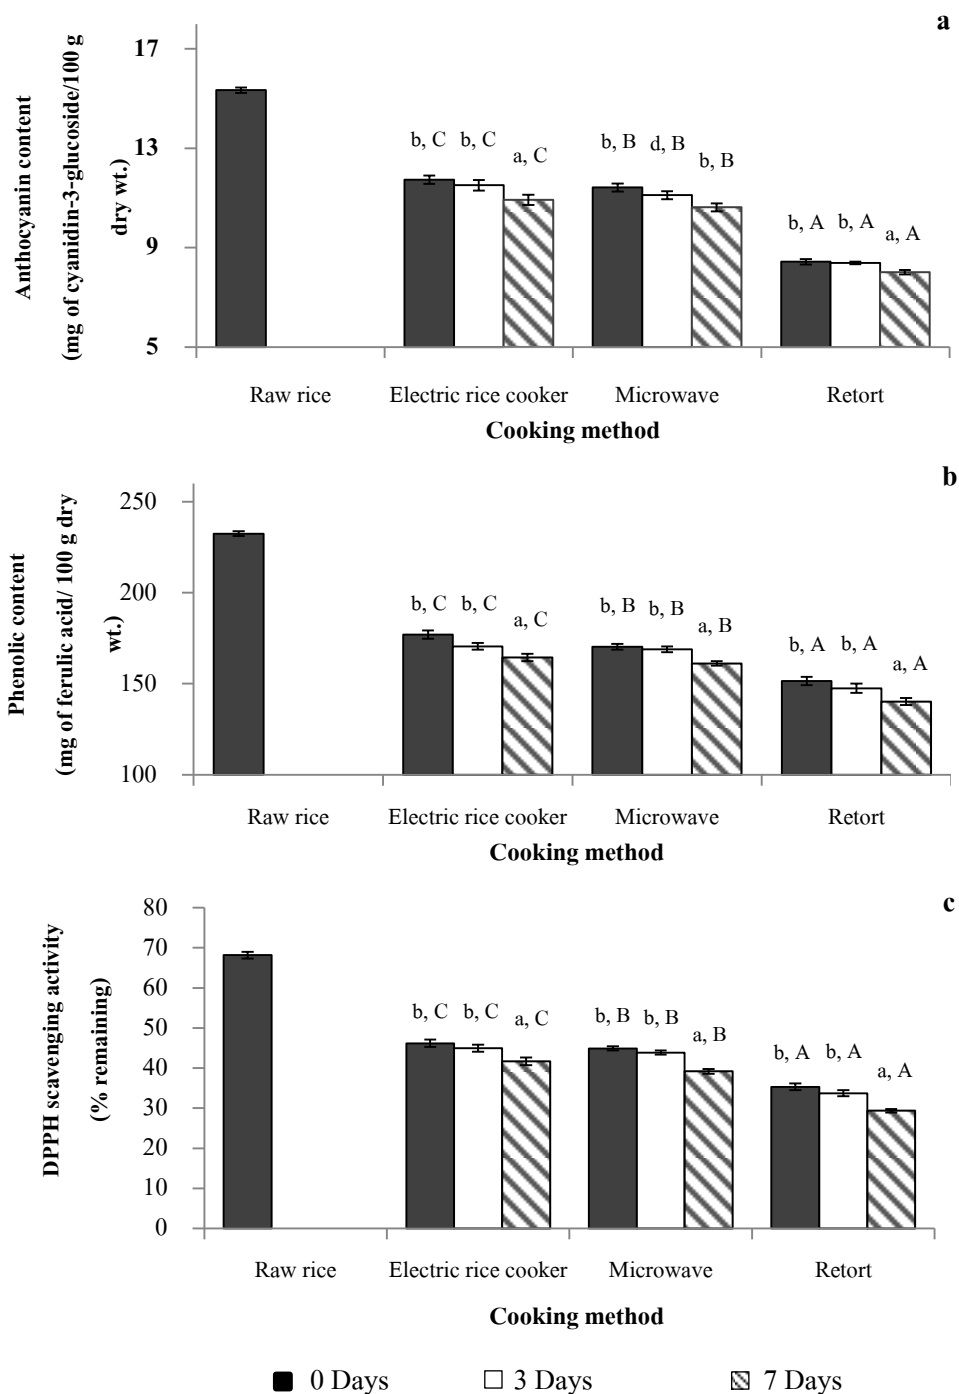 a
Anthocyanin content
(mg of cyanidin-3-glucoside/100 g
dry wt.)
17
13
9
5
b, C b, C a, C b, B d, B b, B b, A b, A a, A
Raw rice Electric rice cooker Microwave Retort
Cooking method
b
Phenolic content
(mg of ferulic acid/ 100 g dry
wt.)
250
200
150
100
b, C b, C a, C b, B b, B a, B b, A b, A a, A
Raw rice Electric rice cooker Microwave Retort
Cooking method
c
DPPH scavenging activity
(% remaining)
80
70
60
50
40
30
20
10
0
b, C b, C a, C b, B b, B a, B b, A b, A a, A
Raw rice Electric rice cooker Microwave Retort
Cooking method
0 Days 3 Days 7 Days